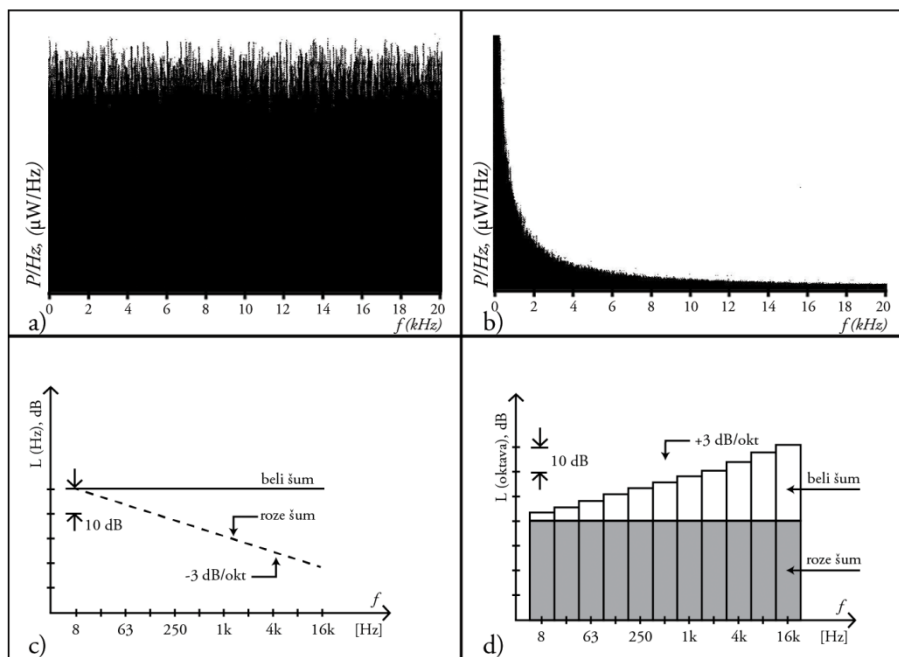 P/Hz, (µW/Hz)
0 2 4 6 8 10 12 14 16 18 20
a)
f (kHz)
P/Hz, (µW/Hz)
0 2 4 6 8 10 12 14 16 18 20
b)
f (kHz)
L (Hz), dB
beli šum
10 dB
roze šum
-3 dB/okt
f
8 63 250 1k 4k 16k [Hz]
c)
L (oktava), dB
+3 dB/okt
10 dB
beli šum
roze šum
f
8 63 250 1k 4k 16k [Hz]
d)